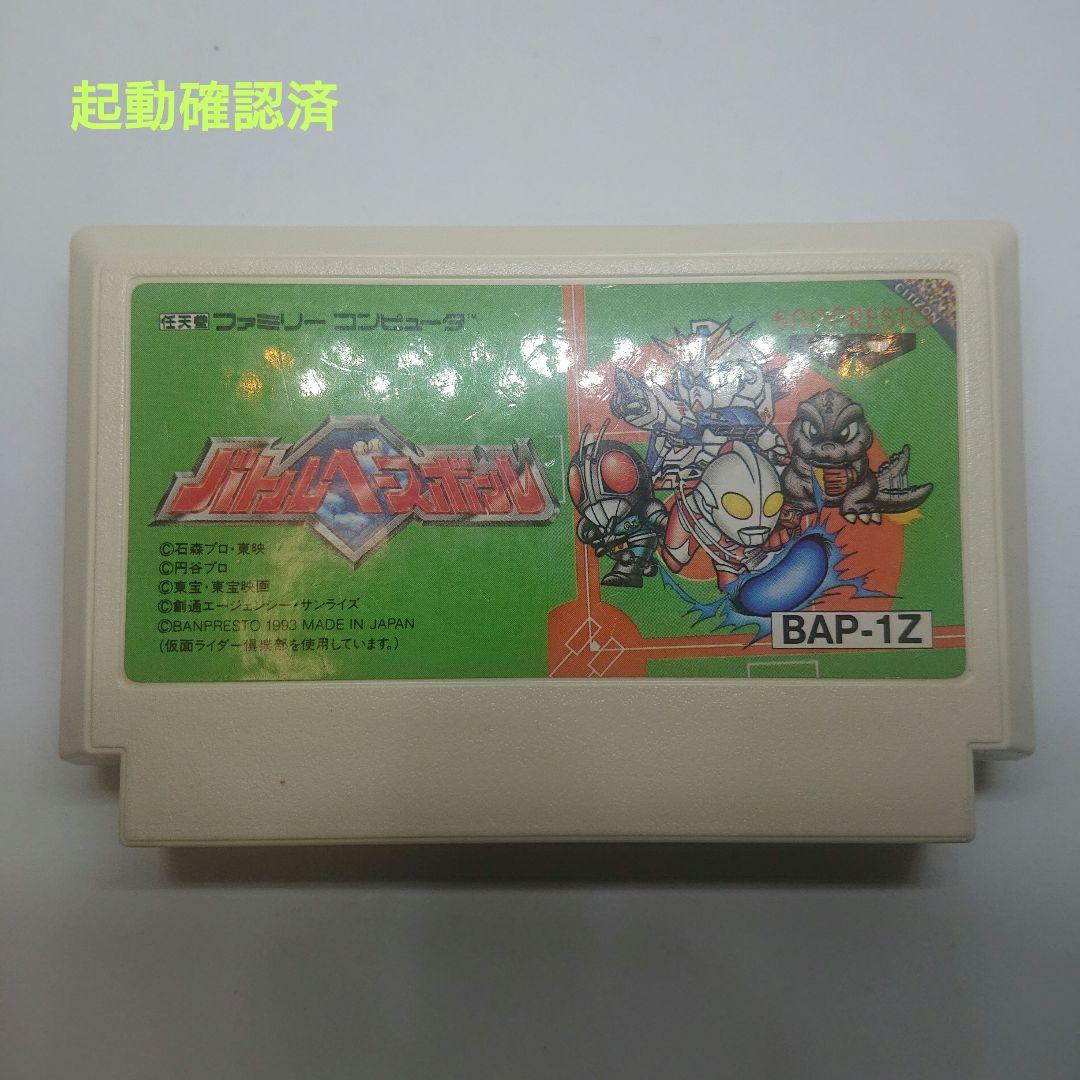 起動確認済
任天堂 ファミリー コンピュータ™
BANPRESTO
CITIZON
バトルベースボール
©石森プロ・東映
©円谷プロ
©東宝・東宝映画
©創通エージェンシー・サンライズ
©BANPRESTO 1993 MADE IN JAPAN
(仮面ライダー倶楽部を使用しています。)
BAP-1Z